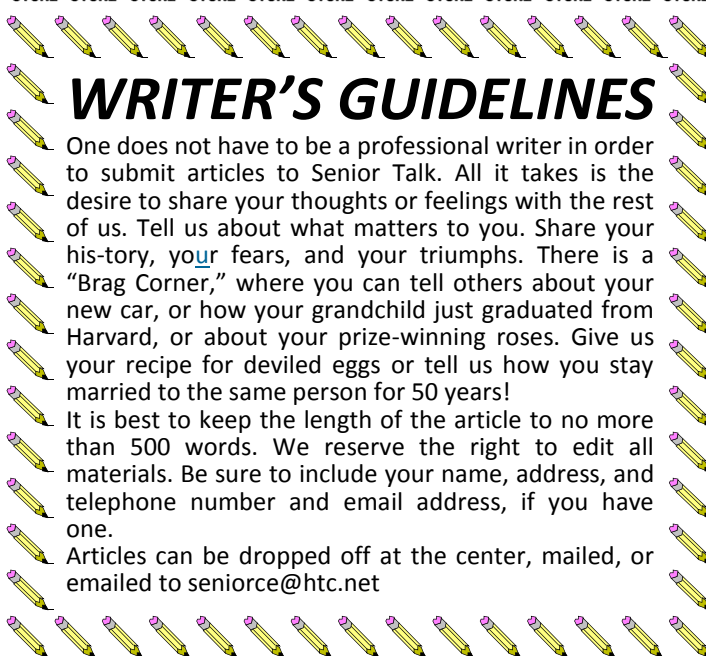 WRITER’S GUIDELINES
One does not have to be a professional writer in order
to submit articles to Senior Talk. All it takes is the
desire to share your thoughts or feelings with the rest
of us. Tell us about what matters to you. Share your
his-tory, your fears, and your triumphs. There is a
“Brag Corner,” where you can tell others about your
new car, or how your grandchild just graduated from
Harvard, or about your prize-winning roses. Give us
your recipe for deviled eggs or tell us how you stay
married to the same person for 50 years!
It is best to keep the length of the article to no more
than 500 words. We reserve the right to edit all
materials. Be sure to include your name, address, and
telephone number and email address, if you have
one.
Articles can be dropped off at the center, mailed, or
emailed to seniorce@htc.net